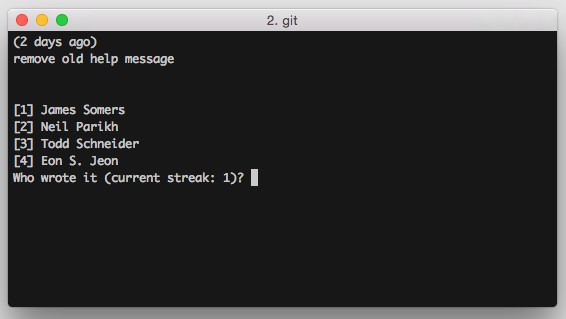 2. git
(2 days ago)
remove old help message
[1] James Somers
[2] Neil Parikh
[3] Todd Schneider
[4] Eon S. Jeon
Who wrote it (current streak: 1)?